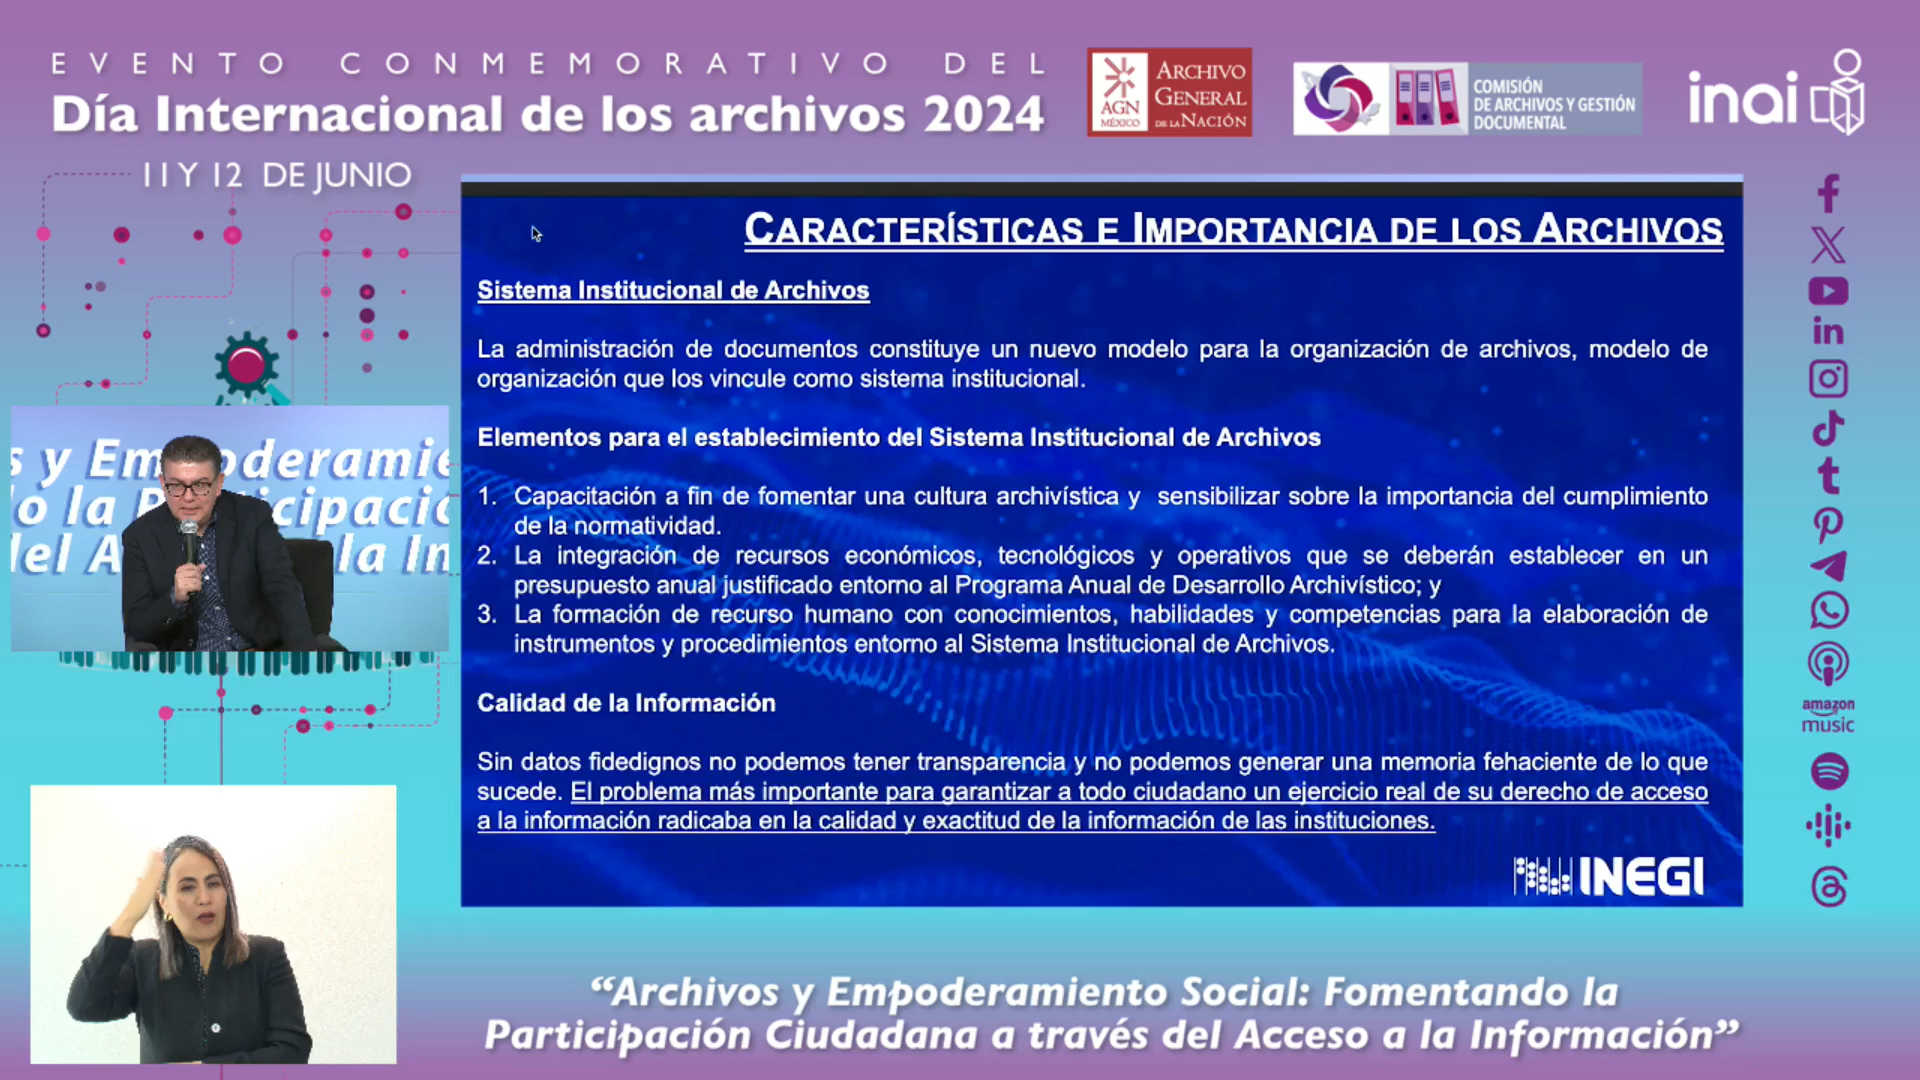 EVENTO CONMEMORATIVO DEL
Día Internacional de los archivos 2024
11 Y 12 DE JUNIO
AGN
MÉXICO
ARCHIVO
GENERAL
DE LA NACIÓN
COMISIÓN
DE ARCHIVOS Y GESTIÓN
DOCUMENTAL
inai
CARACTERÍSTICAS E IMPORTANCIA DE LOS ARCHIVOS
Sistema Institucional de Archivos
La administración de documentos constituye un nuevo modelo para la organización de archivos, modelo de
organización que los vincule como sistema institucional.
Elementos para el establecimiento del Sistema Institucional de Archivos
1. Capacitación a fin de fomentar una cultura archivística y sensibilizar sobre la importancia del cumplimiento
de la normatividad.
2. La integración de recursos económicos, tecnológicos y operativos que se deberán establecer en un
presupuesto anual justificado entorno al Programa Anual de Desarrollo Archivístico; y
3. La formación de recurso humano con conocimientos, habilidades y competencias para la elaboración de
instrumentos y procedimientos entorno al Sistema Institucional de Archivos.
Calidad de la Información
Sin datos fidedignos no podemos tener transparencia y no podemos generar una memoria fehaciente de lo que
sucede. El problema más importante para garantizar a todo ciudadano un ejercicio real de su derecho de acceso
a la información radicaba en la calidad y exactitud de la información de las instituciones.
INEGI
s y Em oderamie
o la P icipació
del A la In
amazon
music
“Archivos y Empoderamiento Social: Fomentando la
Participación Ciudadana a través del Acceso a la Información”